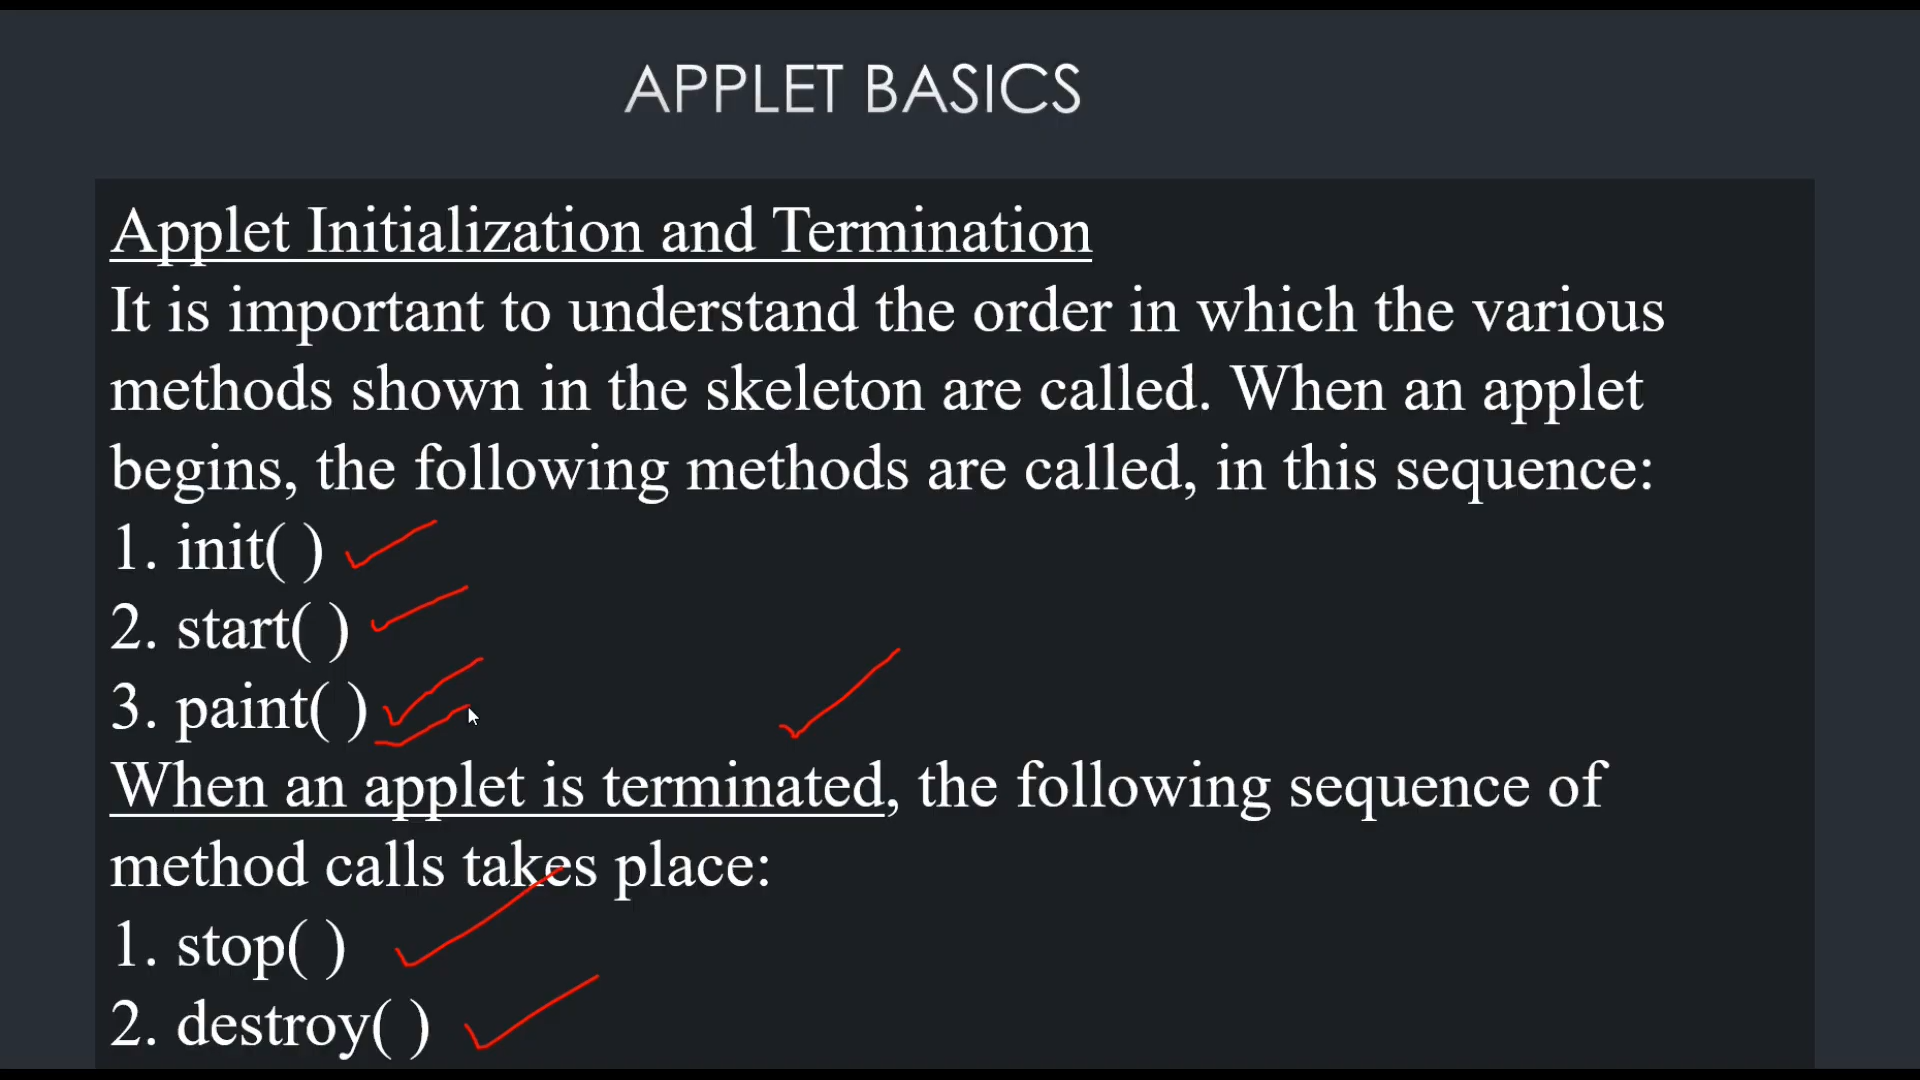 APPLET BASICS
Applet Initialization and Termination
It is important to understand the order in which the various
methods shown in the skeleton are called. When an applet
begins, the following methods are called, in this sequence:
1. init( )
2. start( )
3. paint( )
When an applet is terminated, the following sequence of
method calls takes place:
1. stop( )
2. destroy( )